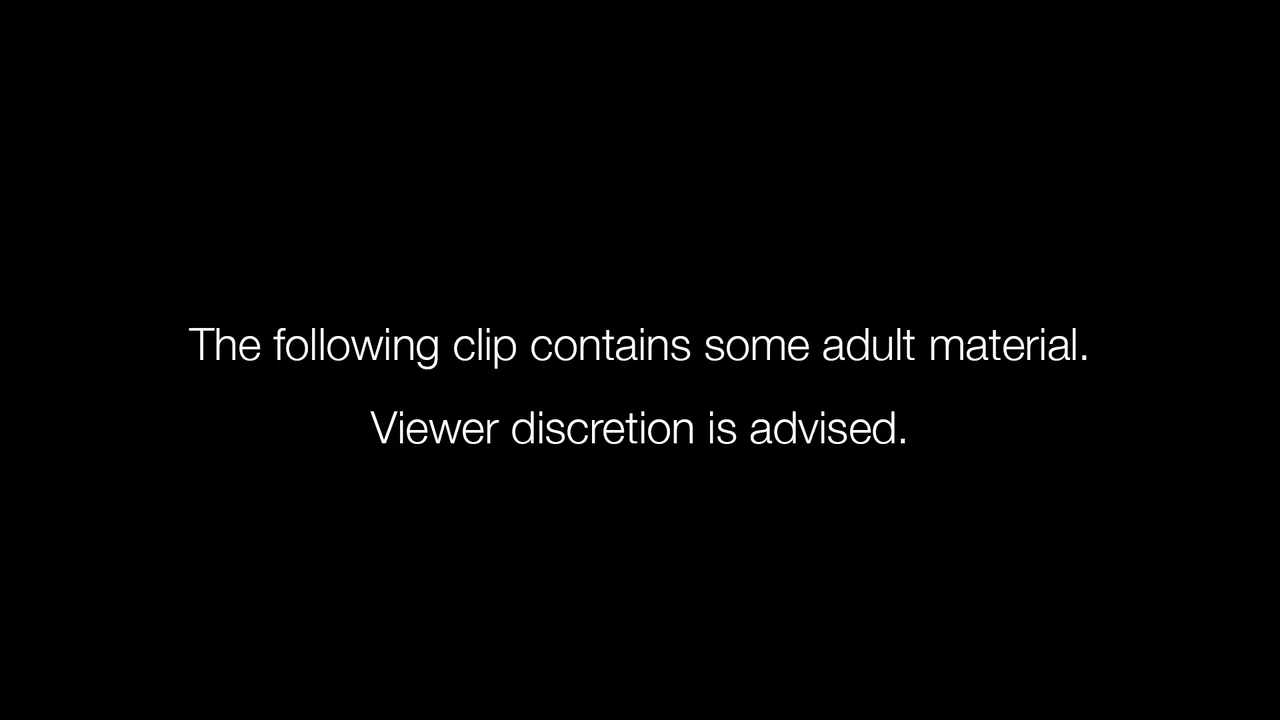 The following clip contains some adult material.
Viewer discretion is advised.